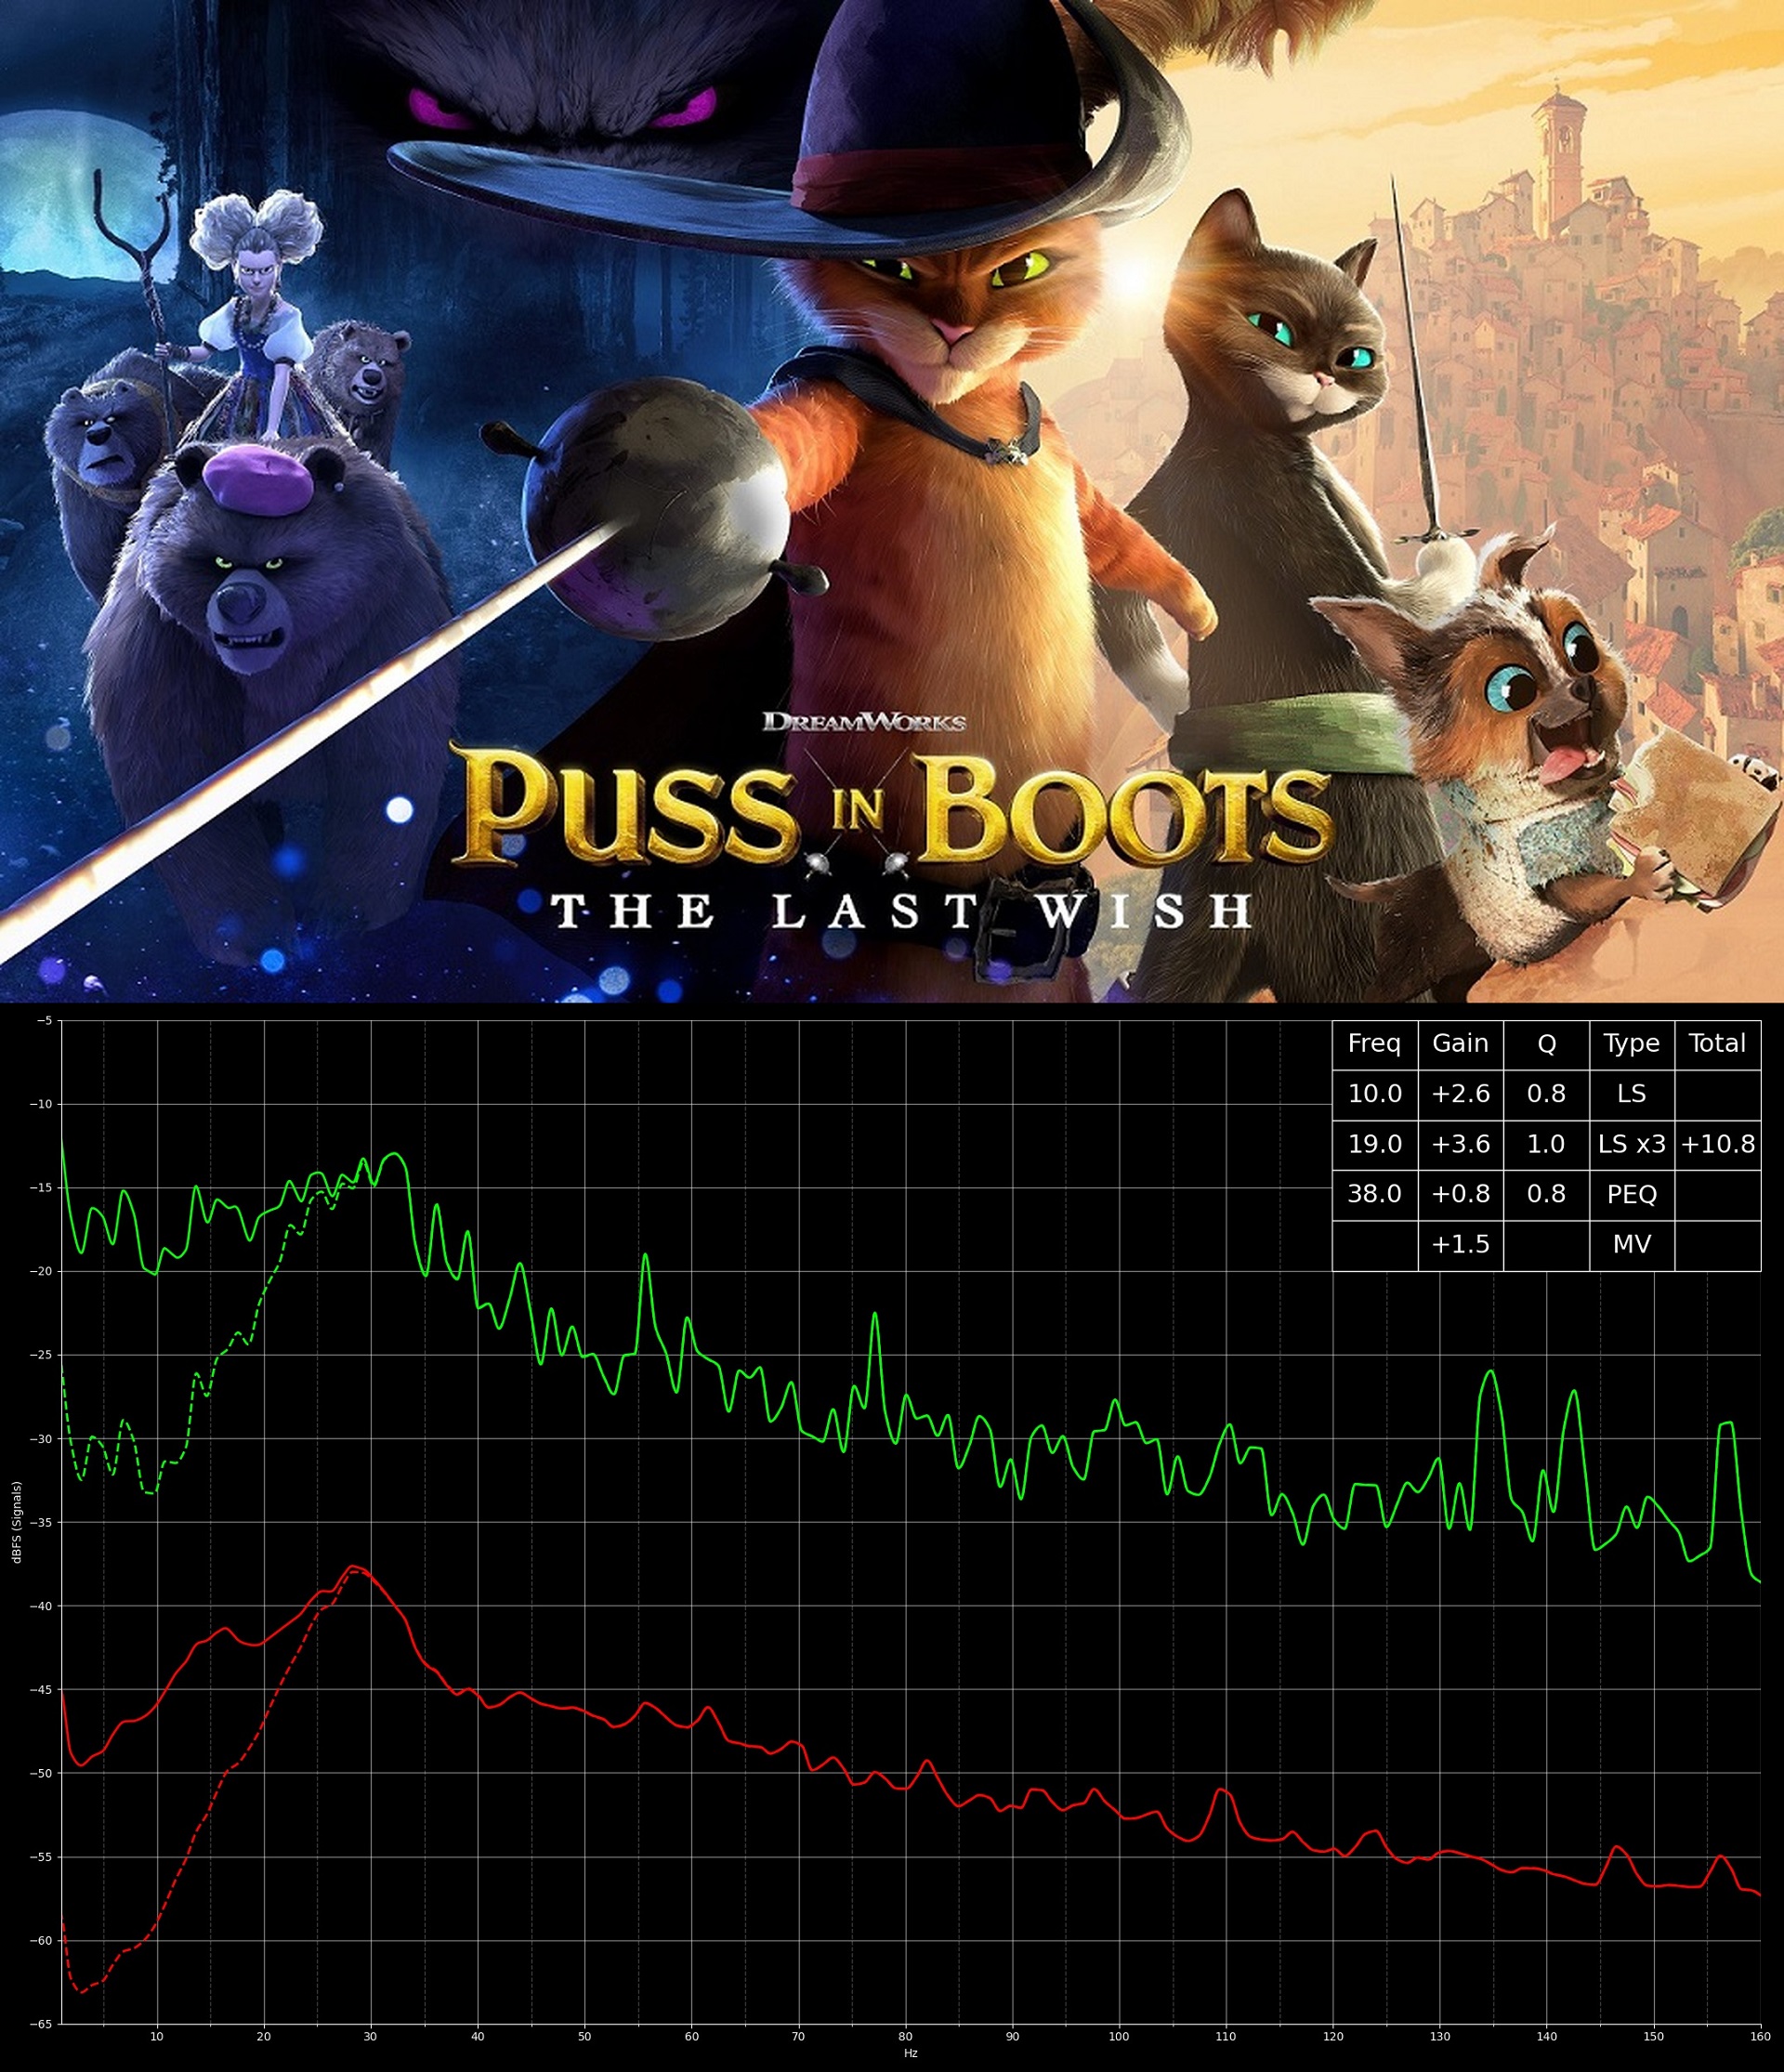 DREAMWORKS
PUSS IN BOOTS
THE LAST WISH
Freq Gain Q Type Total
10.0 +2.6 0.8 LS
19.0 +3.6 1.0 LS x3 +10.8
38.0 +0.8 0.8 PEQ
+1.5 MV
−5
−10
−15
−20
−25
−30
−35
−40
−45
−50
−55
−60
−65
dBFS (Signals)
10 20 30 40 50 60 70 80 90 100 110 120 130 140 150 160
Hz